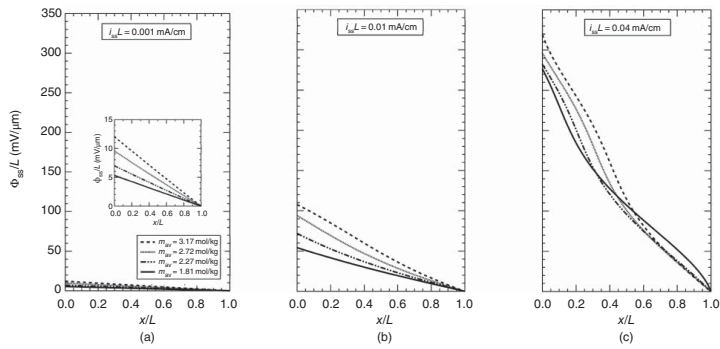 350
300
250
200
150
100
50
0
Φss/L (mV/μm)
issL = 0.001 mA/cm
15
10
5
0
ϕss/L (mV/μm)
0.0 0.2 0.4 0.6 0.8 1.0
x/L
mav = 3.17 mol/kg
mav = 2.72 mol/kg
mav = 2.27 mol/kg
mav = 1.81 mol/kg
0.0 0.2 0.4 0.6 0.8 1.0
x/L
(a)
issL = 0.01 mA/cm
0.0 0.2 0.4 0.6 0.8 1.0
x/L
(b)
issL = 0.04 mA/cm
0.0 0.2 0.4 0.6 0.8 1.0
x/L
(c)